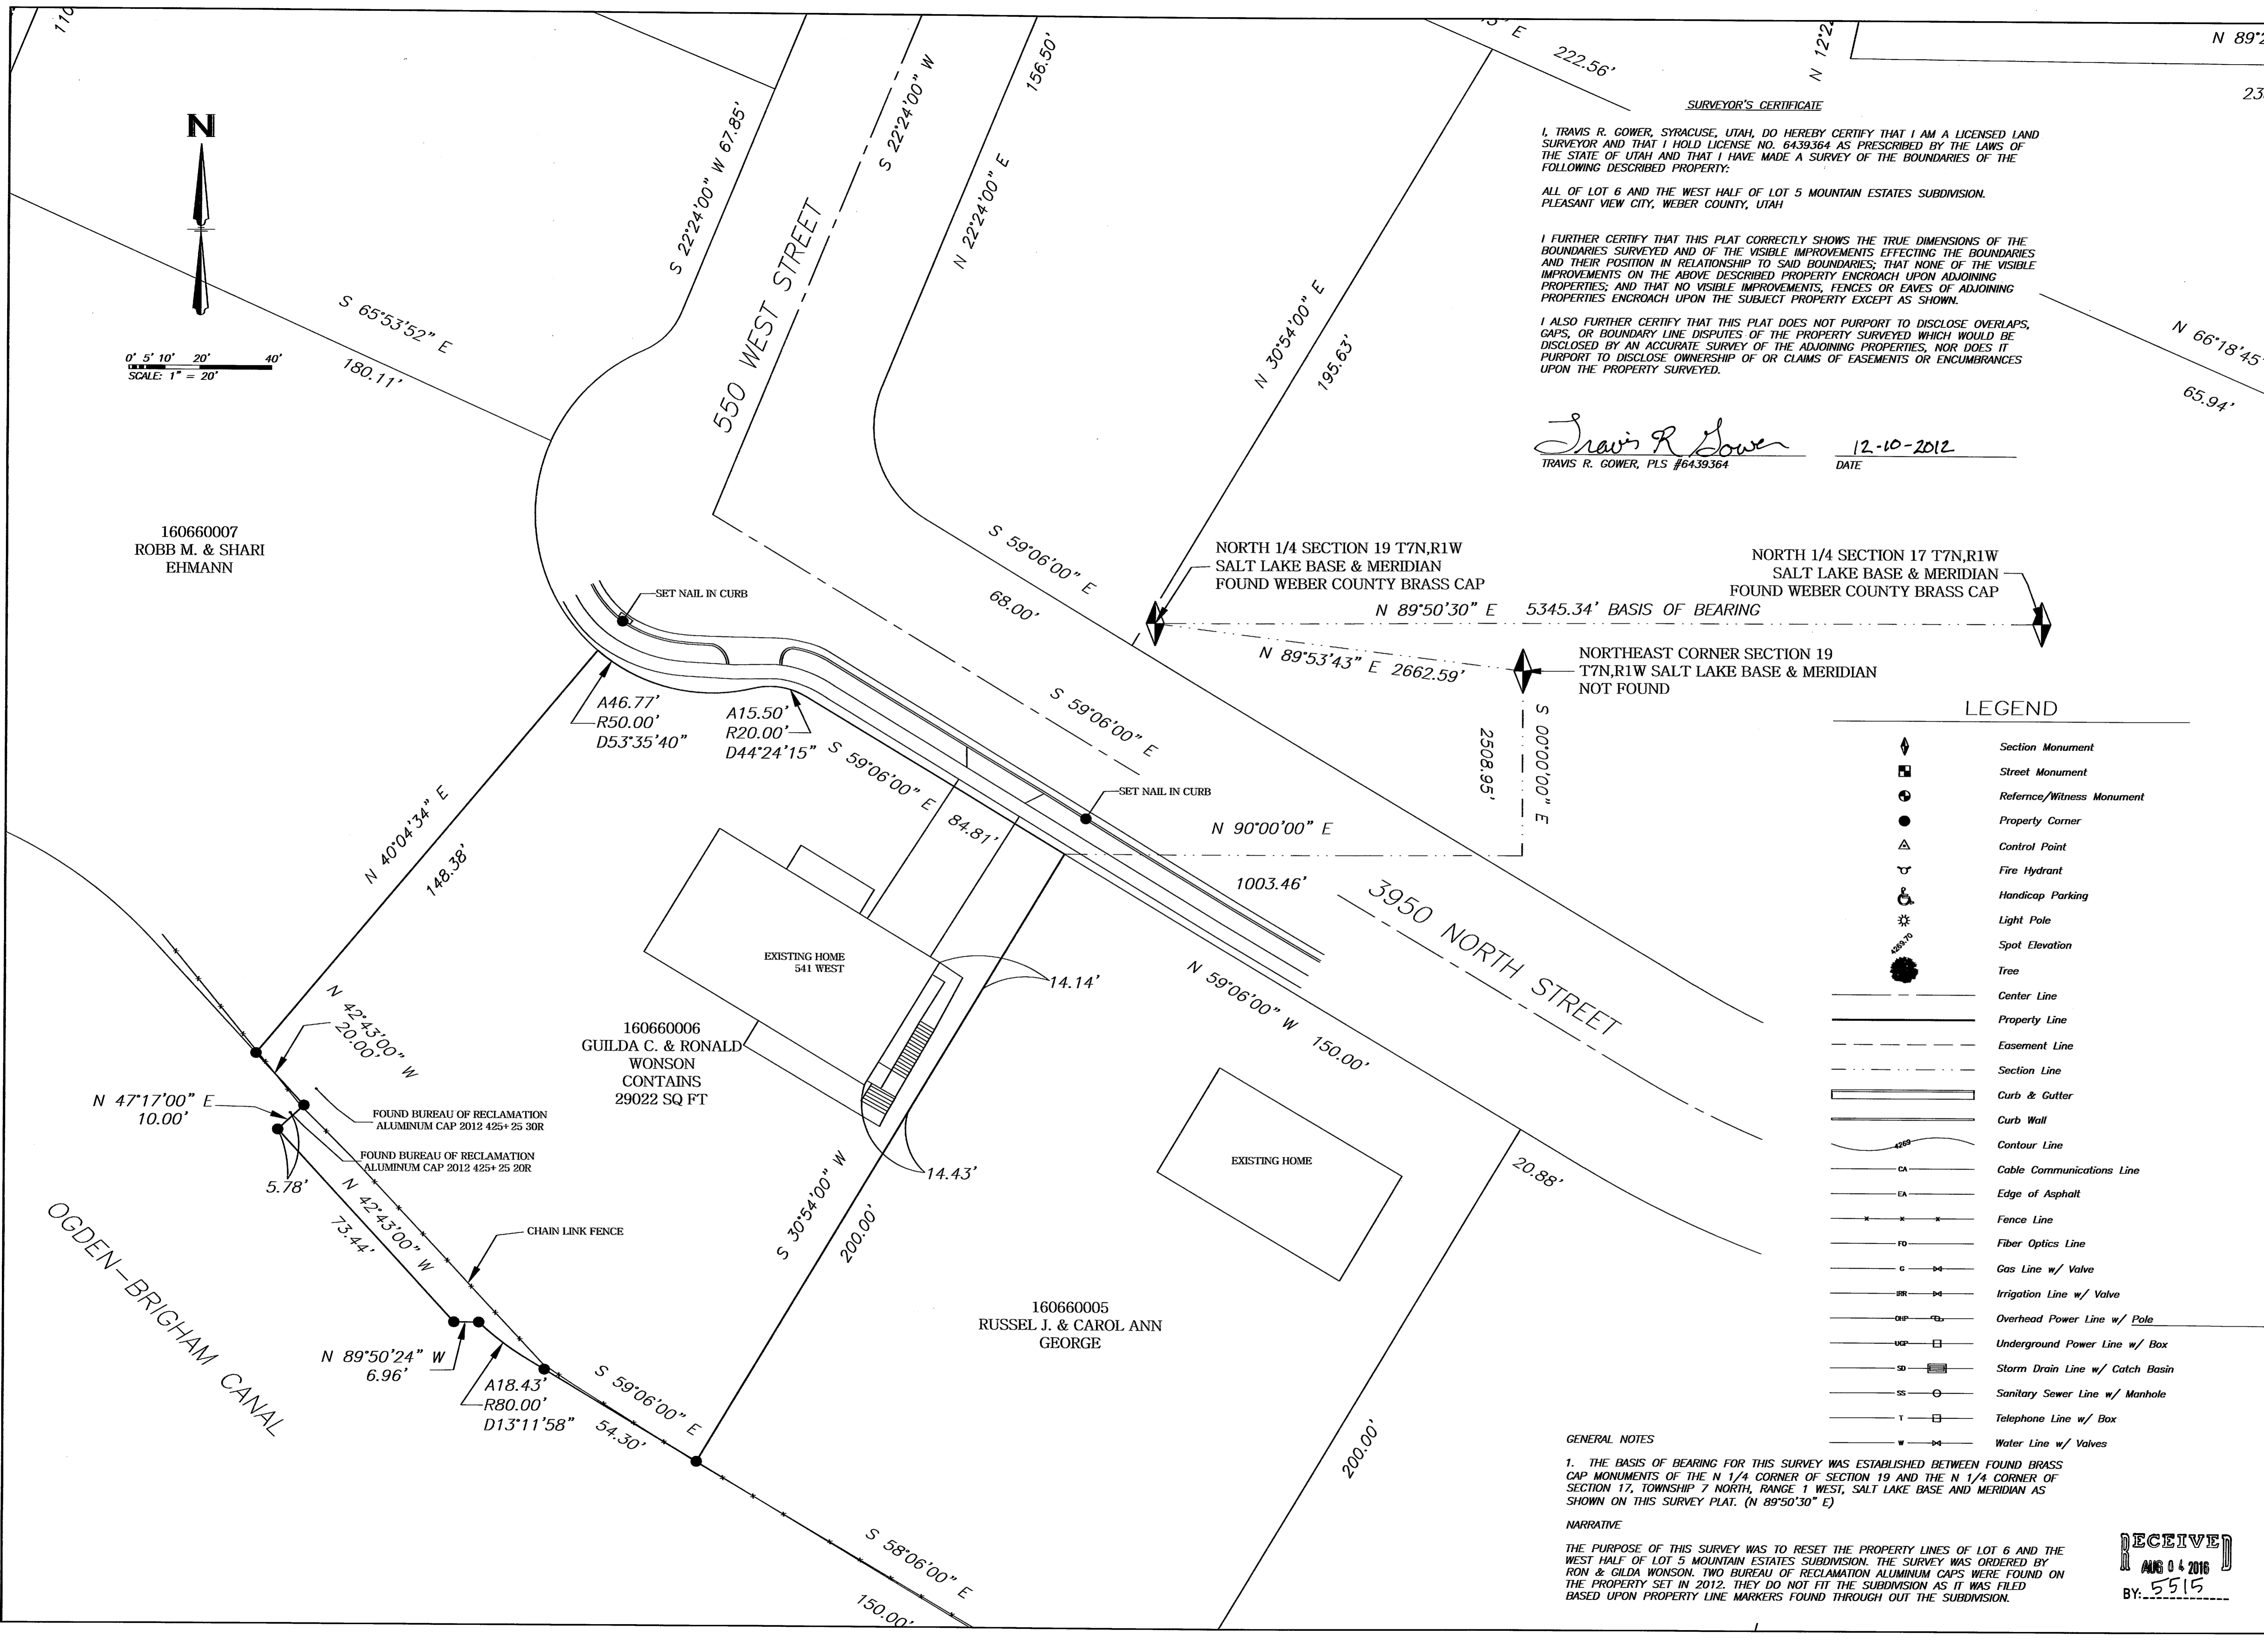 110
N
0' 5' 10' 20' 40'
SCALE: 1" = 20'
S 65°53'52" E
180.11'
S 22°24'00" W 67.85'
550 WEST STREET
S 22°24'00" W
156.50'
N 22°24'00" E
N 30°54'00" E
195.63'
E
222.56'
N 89°2
23
N 66°18'45
65.94'
SURVEYOR'S CERTIFICATE
I, TRAVIS R. GOWER, SYRACUSE, UTAH, DO HEREBY CERTIFY THAT I AM A LICENSED LAND
SURVEYOR AND THAT I HOLD LICENSE NO. 6439364 AS PRESCRIBED BY THE LAWS OF
THE STATE OF UTAH AND THAT I HAVE MADE A SURVEY OF THE BOUNDARIES OF THE
FOLLOWING DESCRIBED PROPERTY:
ALL OF LOT 6 AND THE WEST HALF OF LOT 5 MOUNTAIN ESTATES SUBDIVISION.
PLEASANT VIEW CITY, WEBER COUNTY, UTAH
I FURTHER CERTIFY THAT THIS PLAT CORRECTLY SHOWS THE TRUE DIMENSIONS OF THE
BOUNDARIES SURVEYED AND OF THE VISIBLE IMPROVEMENTS EFFECTING THE BOUNDARIES
AND THEIR POSITION IN RELATIONSHIP TO SAID BOUNDARIES; THAT NONE OF THE VISIBLE
IMPROVEMENTS ON THE ABOVE DESCRIBED PROPERTY ENCROACH UPON ADJOINING
PROPERTIES; AND THAT NO VISIBLE IMPROVEMENTS, FENCES OR EAVES OF ADJOINING
PROPERTIES ENCROACH UPON THE SUBJECT PROPERTY EXCEPT AS SHOWN.
I ALSO FURTHER CERTIFY THAT THIS PLAT DOES NOT PURPORT TO DISCLOSE OVERLAPS,
GAPS, OR BOUNDARY LINE DISPUTES OF THE PROPERTY SURVEYED WHICH WOULD BE
DISCLOSED BY AN ACCURATE SURVEY OF THE ADJOINING PROPERTIES, NOR DOES IT
PURPORT TO DISCLOSE OWNERSHIP OF OR CLAIMS OF EASEMENTS OR ENCUMBRANCES
UPON THE PROPERTY SURVEYED.
Travis R Gower 12-10-2012
TRAVIS R. GOWER, PLS #6439364 DATE
160660007
ROBB M. & SHARI
EHMANN
SET NAIL IN CURB
S 59°06'00" E
68.00'
NORTH 1/4 SECTION 19 T7N,R1W
SALT LAKE BASE & MERIDIAN
FOUND WEBER COUNTY BRASS CAP
NORTH 1/4 SECTION 17 T7N,R1W
SALT LAKE BASE & MERIDIAN
FOUND WEBER COUNTY BRASS CAP
N 89°50'30" E 5345.34' BASIS OF BEARING
N 89°53'43" E 2662.59'
NORTHEAST CORNER SECTION 19
T7N,R1W SALT LAKE BASE & MERIDIAN
NOT FOUND
S 00°00'00" E
2508.95'
A46.77'
R50.00'
D53°35'40"
A15.50'
R20.00'
D44°24'15"
S 59°06'00" E
S 59°06'00" E
84.81'
SET NAIL IN CURB
N 90°00'00" E
1003.46'
3950 NORTH STREET
N 59°06'00" W
150.00'
N 40°04'34" E
148.38'
EXISTING HOME
541 WEST
14.14'
160660006
GUILDA C. & RONALD
WONSON
CONTAINS
29022 SQ FT
14.43'
N 42°43'00" W
20.00'
N 47°17'00" E
10.00'
FOUND BUREAU OF RECLAMATION
ALUMINUM CAP 2012 425+25 30R
FOUND BUREAU OF RECLAMATION
ALUMINUM CAP 2012 425+25 20R
5.78'
N 42°43'00" W
73.44'
CHAIN LINK FENCE
OGDEN-BRIGHAM CANAL
N 89°50'24" W
6.96'
A18.43'
R80.00'
D13°11'58"
S 59°06'00" E
54.30'
S 30°54'00" W
200.00'
EXISTING HOME
20.88'
160660005
RUSSEL J. & CAROL ANN
GEORGE
200.00'
S 58°06'00" E
150.00'
LEGEND
Section Monument
Street Monument
Refernce/Witness Monument
Property Corner
Control Point
Fire Hydrant
Handicap Parking
Light Pole
4269.70 Spot Elevation
Tree
Center Line
Property Line
Easement Line
Section Line
Curb & Gutter
Curb Wall
4269 Contour Line
CA Cable Communications Line
EA Edge of Asphalt
Fence Line
FO Fiber Optics Line
G Gas Line w/ Valve
IRR Irrigation Line w/ Valve
OHP Overhead Power Line w/ Pole
UGP Underground Power Line w/ Box
SD Storm Drain Line w/ Catch Basin
SS Sanitary Sewer Line w/ Manhole
T Telephone Line w/ Box
W Water Line w/ Valves
GENERAL NOTES
1. THE BASIS OF BEARING FOR THIS SURVEY WAS ESTABLISHED BETWEEN FOUND BRASS
CAP MONUMENTS OF THE N 1/4 CORNER OF SECTION 19 AND THE N 1/4 CORNER OF
SECTION 17, TOWNSHIP 7 NORTH, RANGE 1 WEST, SALT LAKE BASE AND MERIDIAN AS
SHOWN ON THIS SURVEY PLAT. (N 89°50'30" E)
NARRATIVE
THE PURPOSE OF THIS SURVEY WAS TO RESET THE PROPERTY LINES OF LOT 6 AND THE
WEST HALF OF LOT 5 MOUNTAIN ESTATES SUBDIVISION. THE SURVEY WAS ORDERED BY
RON & GILDA WONSON. TWO BUREAU OF RECLAMATION ALUMINUM CAPS WERE FOUND ON
THE PROPERTY SET IN 2012. THEY DO NOT FIT THE SUBDIVISION AS IT WAS FILED
BASED UPON PROPERTY LINE MARKERS FOUND THROUGH OUT THE SUBDIVISION.
RECEIVED
AUG 04 2016
BY: 5515